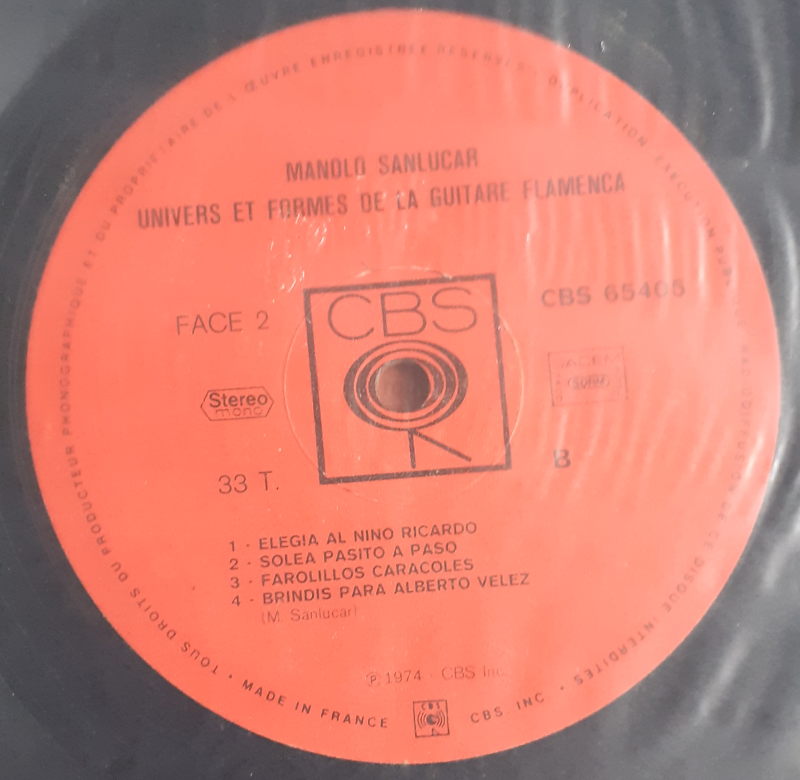 MANOLO SANLUCAR
UNIVERS ET FORMES DE LA GUITARE FLAMENCA
CBS
FACE 2
CBS 65405
Stereo
mono
SACEM
33 T.
B
1 - ELEGIA AL NINO RICARDO
2 - SOLEA PASITO A PASO
3 - FAROLILLOS CARACOLES
4 - BRINDIS PARA ALBERTO VELEZ
(M. Sanlucar)
℗ 1974 - CBS Inc.
TOUS DROITS DU PRODUCTEUR PHONOGRAPHIQUE ET DU PROPRIETAIRE DE L'ŒUVRE ENREGISTREE RESERVES - DUPLICATION EXECUTION PUBLIQUE RADIODIFFUSION DE CE DISQUE INTERDITES •
• MADE IN FRANCE
CBS
CBS. INC •